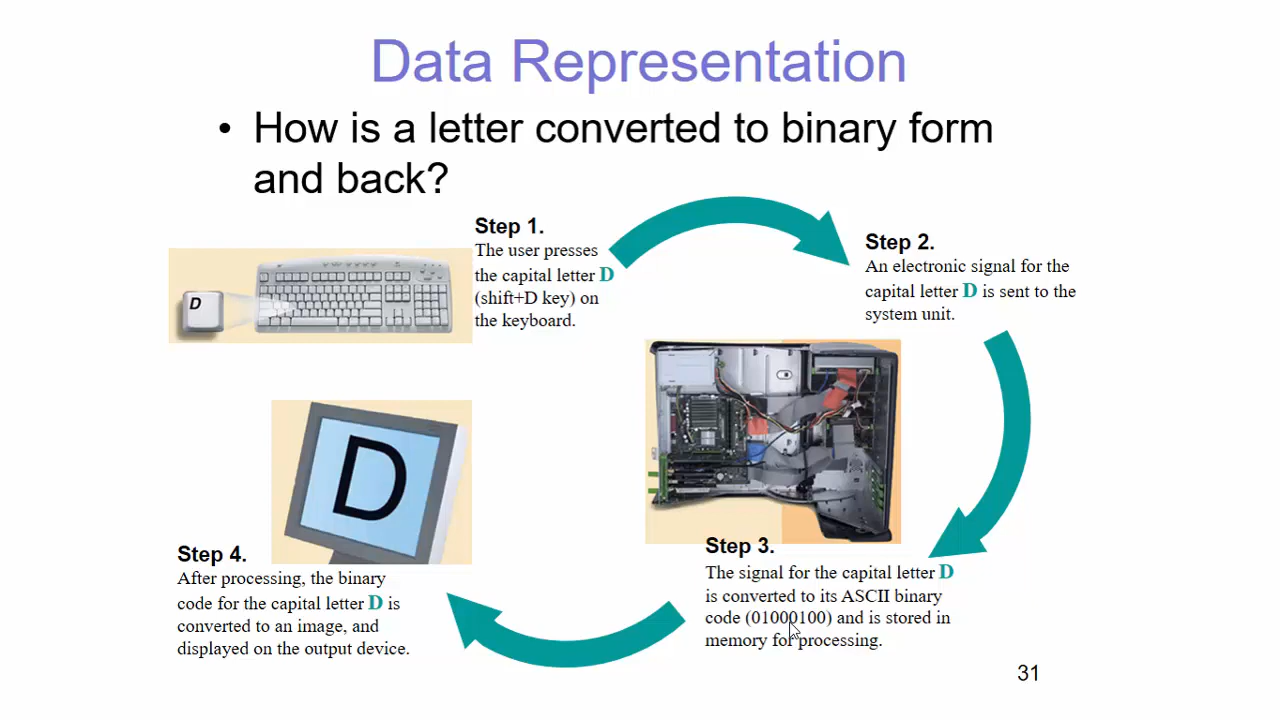 Data Representation
• How is a letter converted to binary form
and back?
Step 1.
The user presses
the capital letter D
(shift+D key) on
the keyboard.
Step 2.
An electronic signal for the
capital letter D is sent to the
system unit.
D
D
Step 3.
The signal for the capital letter D
is converted to its ASCII binary
code (01000100) and is stored in
memory for processing.
Step 4.
After processing, the binary
code for the capital letter D is
converted to an image, and
displayed on the output device.
31